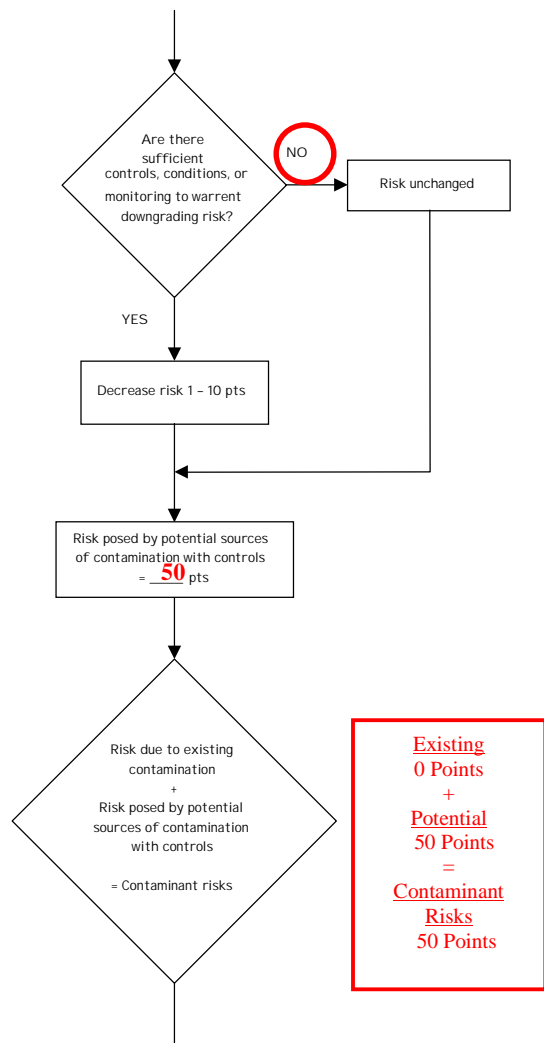 Are there
sufficient
controls, conditions, or
monitoring to warrent
downgrading risk?
NO
Risk unchanged
YES
Decrease risk 1 – 10 pts
Risk posed by potential sources
of contamination with controls
= 50 pts
Risk due to existing
contamination
+
Risk posed by potential
sources of contamination
with controls
= Contaminant risks
Existing
0 Points
+
Potential
50 Points
=
Contaminant
Risks
50 Points